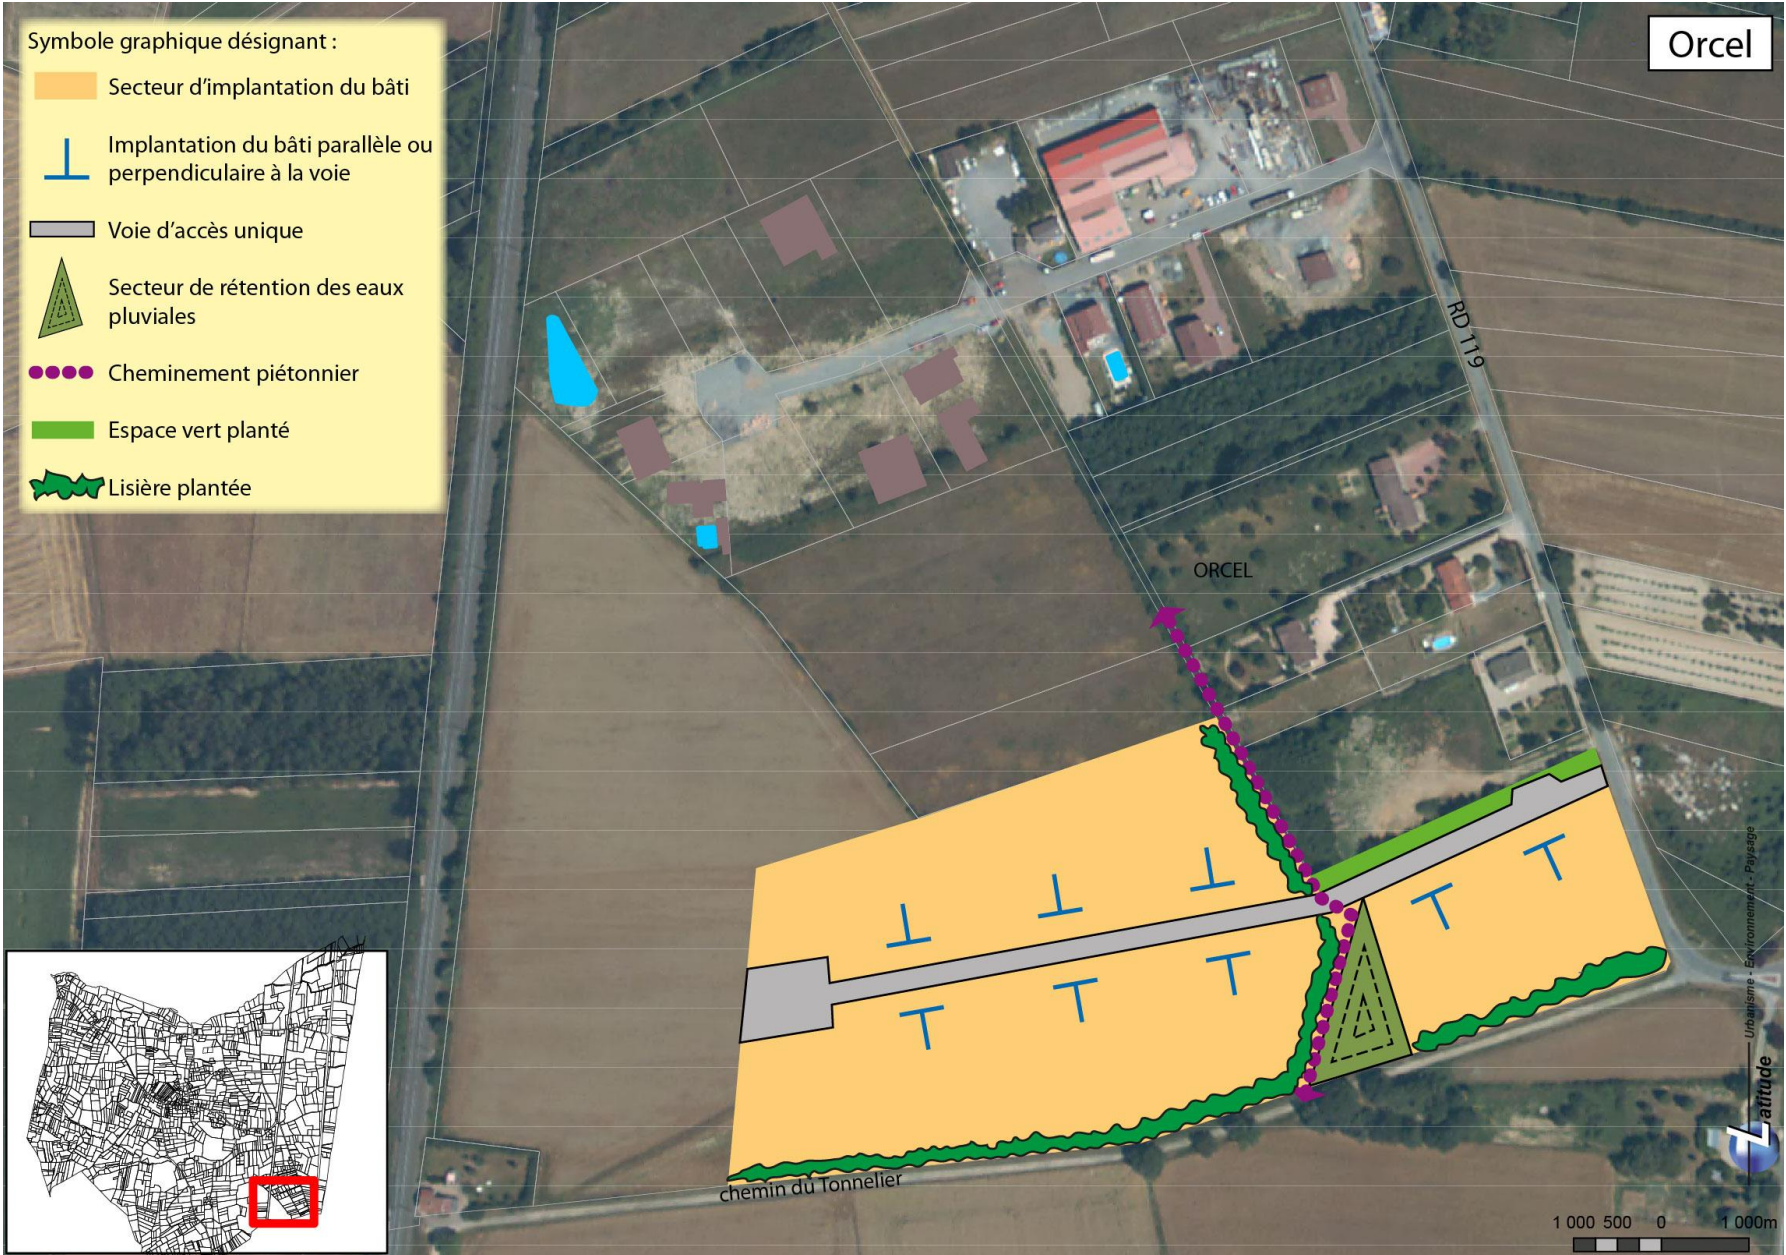 Symbole graphique désignant :
Secteur d'implantation du bâti
Implantation du bâti parallèle ou
perpendiculaire à la voie
Voie d'accès unique
Secteur de rétention des eaux
pluviales
Cheminement piétonnier
Espace vert planté
Lisière plantée
Orcel
RD 119
ORCEL
chemin du Tonnelier
Urbanisme - Environnement - Paysage
Latitude
1 000 500 0 1 000m